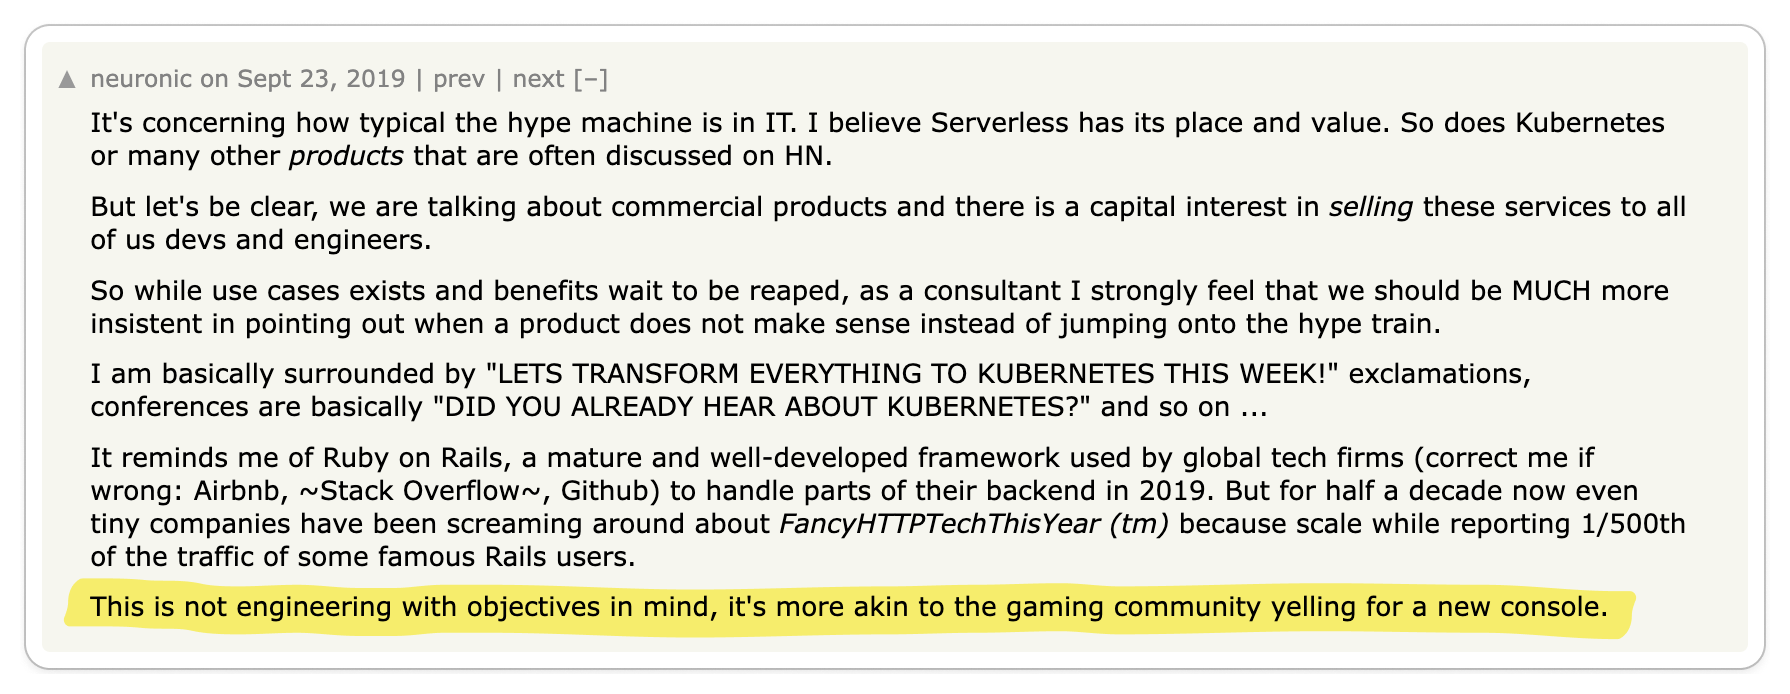 ▲ neuronic on Sept 23, 2019 | prev | next [–]
It's concerning how typical the hype machine is in IT. I believe Serverless has its place and value. So does Kubernetes
or many other products that are often discussed on HN.
But let's be clear, we are talking about commercial products and there is a capital interest in selling these services to all
of us devs and engineers.
So while use cases exists and benefits wait to be reaped, as a consultant I strongly feel that we should be MUCH more
insistent in pointing out when a product does not make sense instead of jumping onto the hype train.
I am basically surrounded by "LETS TRANSFORM EVERYTHING TO KUBERNETES THIS WEEK!" exclamations,
conferences are basically "DID YOU ALREADY HEAR ABOUT KUBERNETES?" and so on ...
It reminds me of Ruby on Rails, a mature and well-developed framework used by global tech firms (correct me if
wrong: Airbnb, ~Stack Overflow~, Github) to handle parts of their backend in 2019. But for half a decade now even
tiny companies have been screaming around about FancyHTTPTechThisYear (tm) because scale while reporting 1/500th
of the traffic of some famous Rails users.
This is not engineering with objectives in mind, it's more akin to the gaming community yelling for a new console.